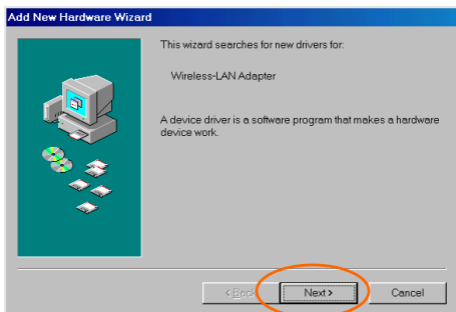 Add New Hardware Wizard
This wizard searches for new drivers for:
Wireless-LAN Adapter
A device driver is a software program that makes a hardware
device work.
< Back
Next >
Cancel